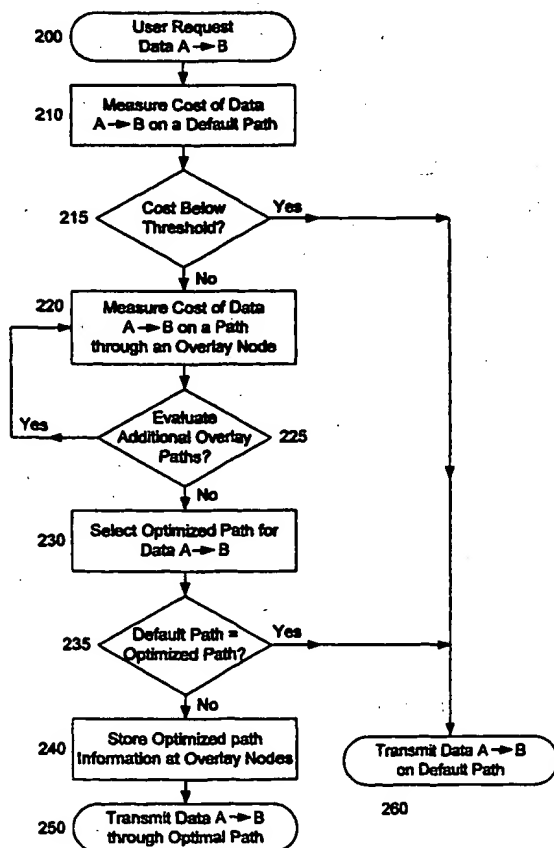 200
User Request
Data A → B
210
Measure Cost of Data
A → B on a Default Path
215
Cost Below
Threshold?
Yes
No
220
Measure Cost of Data
A → B on a Path
through an Overlay Node
Yes
Evaluate
Additional Overlay
Paths?
225
No
230
Select Optimized Path for
Data A → B
235
Default Path =
Optimized Path?
Yes
No
240
Store Optimized path
Information at Overlay Nodes
Transmit Data A → B
on Default Path
260
250
Transmit Data A → B
through Optimal Path